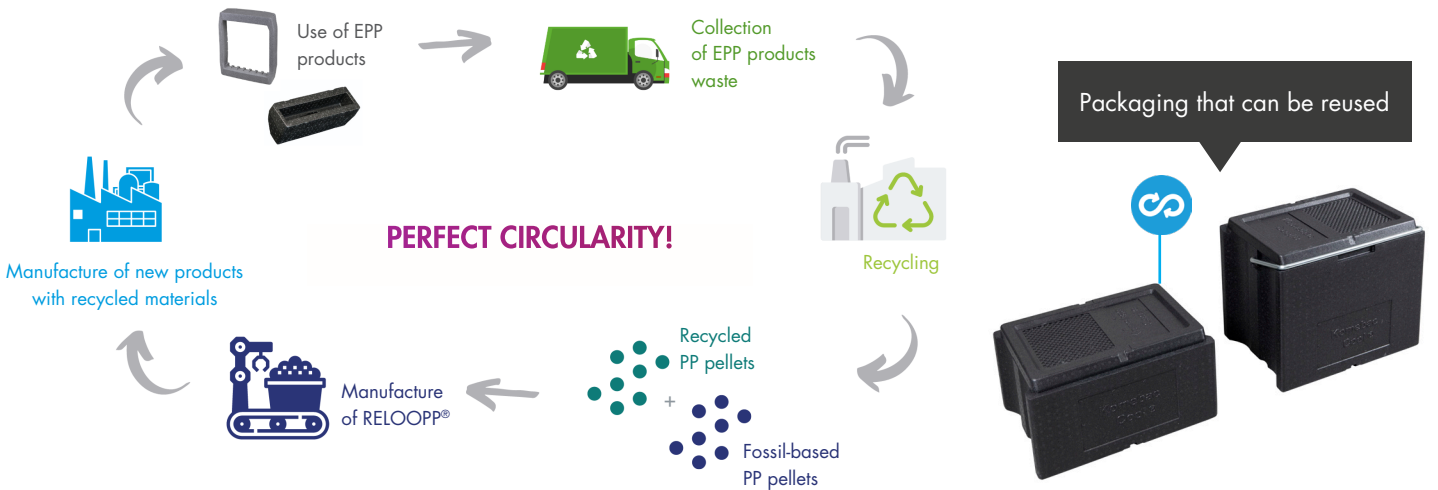 Use of EPP
products
Collection
of EPP products
waste
Packaging that can be reused
PERFECT CIRCULARITY!
Recycling
Manufacture of new products
with recycled materials
Recycled
PP pellets
+
Manufacture
of RELOOPP®
Fossil-based
PP pellets